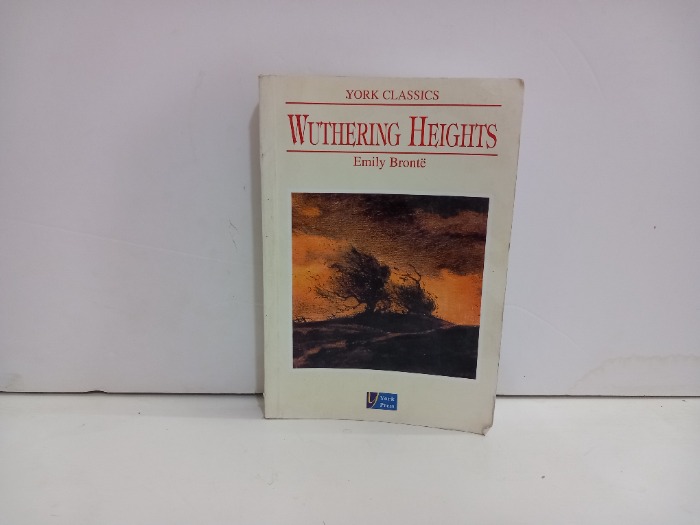 YORK CLASSICS
WUTHERING HEIGHTS
Emily Brontë
York
Press